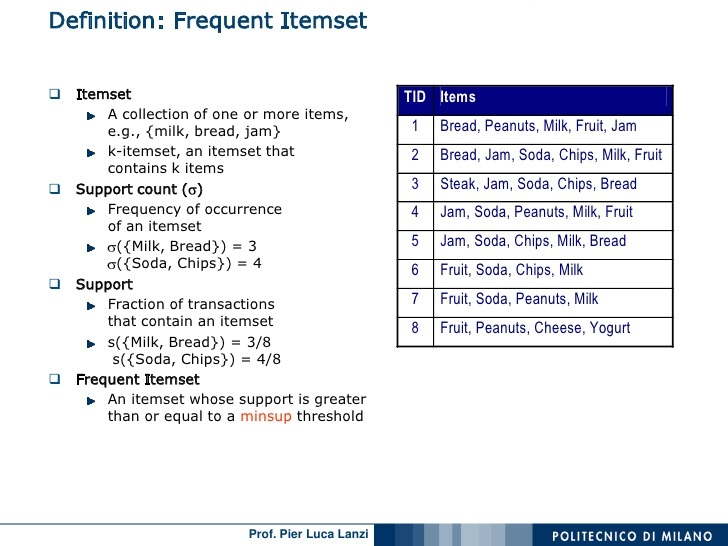 Definition: Frequent Itemset
Itemset
A collection of one or more items,
e.g., {milk, bread, jam}
k-itemset, an itemset that
contains k items
Support count (σ)
Frequency of occurrence
of an itemset
σ({Milk, Bread}) = 3
σ({Soda, Chips}) = 4
Support
Fraction of transactions
that contain an itemset
s({Milk, Bread}) = 3/8
s({Soda, Chips}) = 4/8
Frequent Itemset
An itemset whose support is greater
than or equal to a minsup threshold
TID Items
1 Bread, Peanuts, Milk, Fruit, Jam
2 Bread, Jam, Soda, Chips, Milk, Fruit
3 Steak, Jam, Soda, Chips, Bread
4 Jam, Soda, Peanuts, Milk, Fruit
5 Jam, Soda, Chips, Milk, Bread
6 Fruit, Soda, Chips, Milk
7 Fruit, Soda, Peanuts, Milk
8 Fruit, Peanuts, Cheese, Yogurt
Prof. Pier Luca Lanzi
POLITECNICO DI MILANO